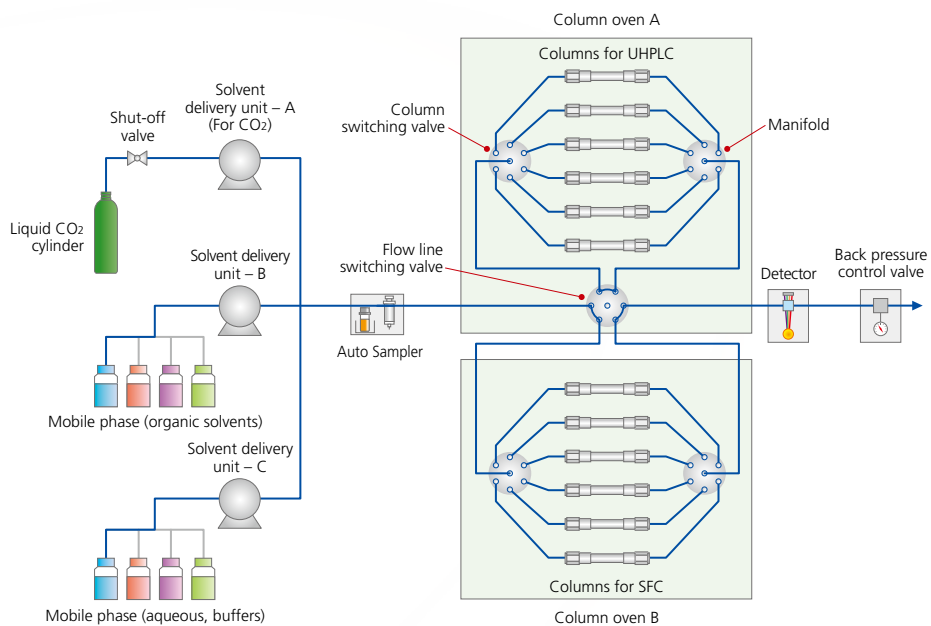 Column oven A
Columns for UHPLC
Solvent
delivery unit – A
(For CO2)
Shut-off
valve
Column
switching valve
Manifold
Liquid CO2
cylinder
Solvent delivery
unit – B
Flow line
switching valve
Detector
Back pressure
control valve
Auto Sampler
Mobile phase (organic solvents)
Solvent delivery
unit – C
Columns for SFC
Mobile phase (aqueous, buffers)
Column oven B